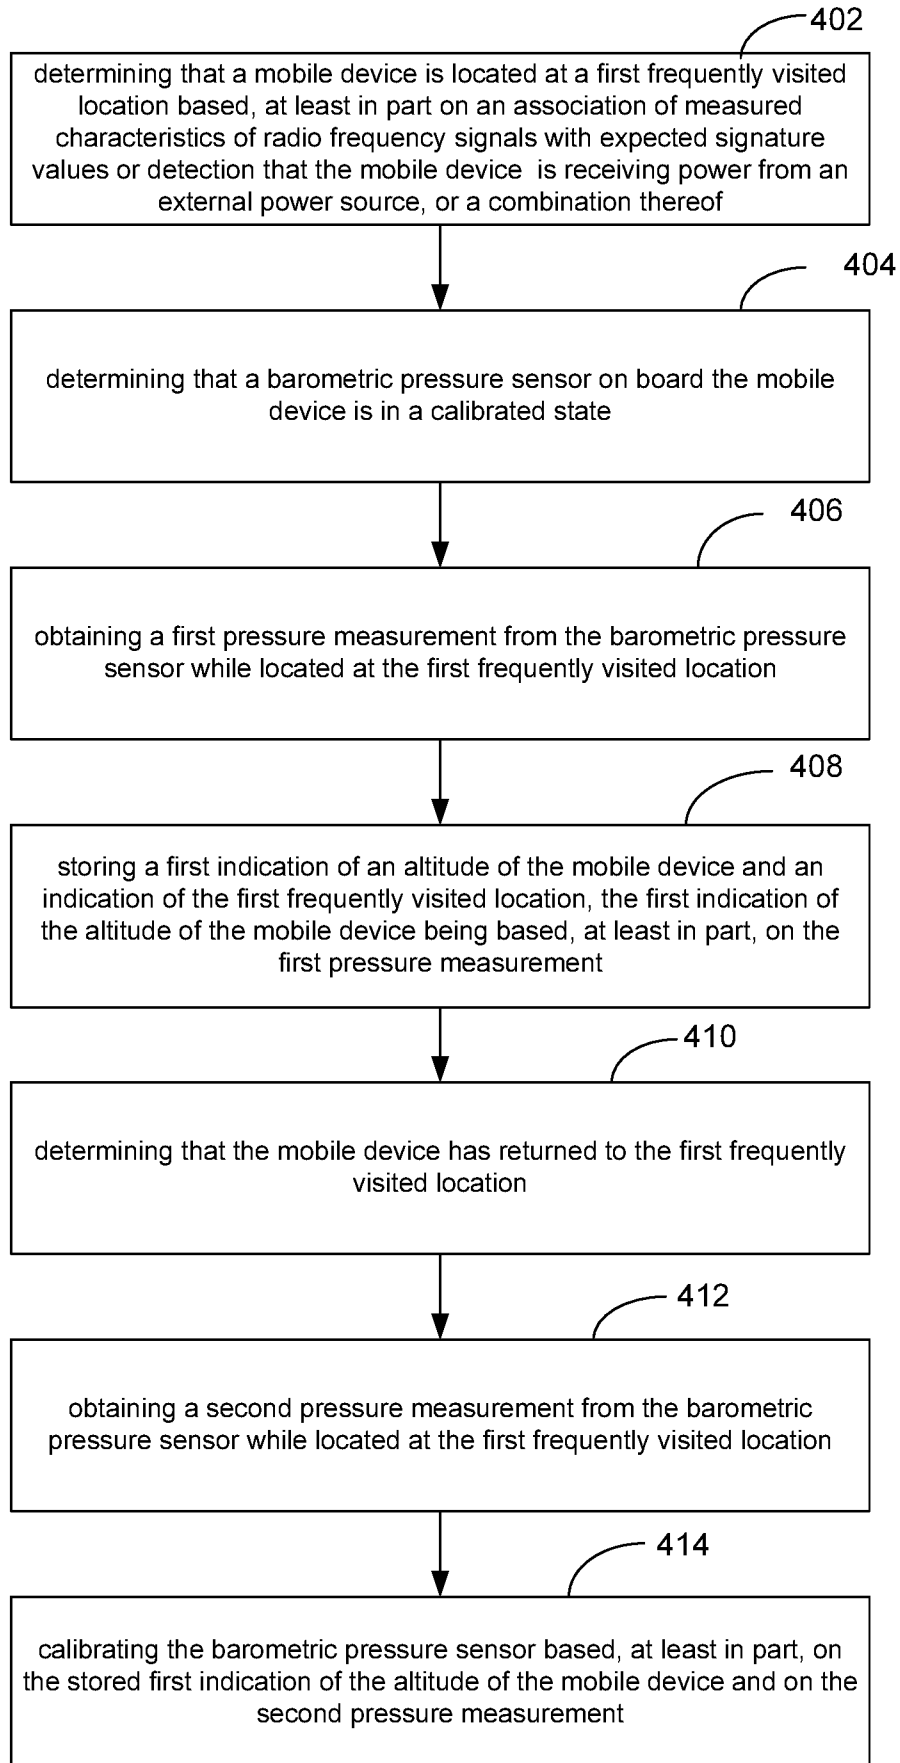 402
determining that a mobile device is located at a first frequently visited
location based, at least in part on an association of measured
characteristics of radio frequency signals with expected signature
values or detection that the mobile device is receiving power from an
external power source, or a combination thereof
404
determining that a barometric pressure sensor on board the mobile
device is in a calibrated state
406
obtaining a first pressure measurement from the barometric pressure
sensor while located at the first frequently visited location
408
storing a first indication of an altitude of the mobile device and an
indication of the first frequently visited location, the first indication of
the altitude of the mobile device being based, at least in part, on the
first pressure measurement
410
determining that the mobile device has returned to the first frequently
visited location
412
obtaining a second pressure measurement from the barometric
pressure sensor while located at the first frequently visited location
414
calibrating the barometric pressure sensor based, at least in part, on
the stored first indication of the altitude of the mobile device and on the
second pressure measurement